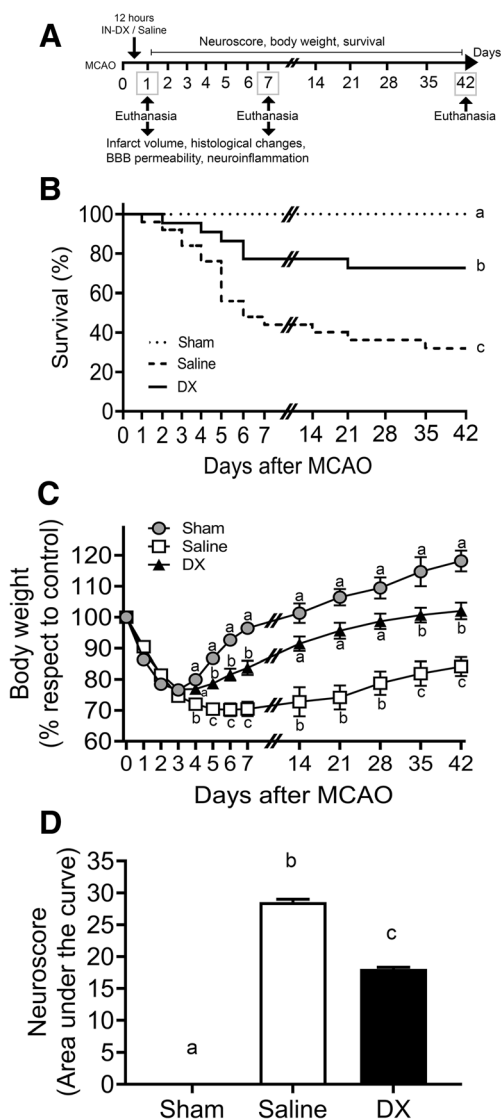 A
12 hours
IN-DX / Saline
Neuroscore, body weight, survival
Days
MCAO
0 1 2 3 4 5 6 7 14 21 28 35 42
Euthanasia Euthanasia Euthanasia
Infarct volume, histological changes,
BBB permeability, neuroinflammation
B
Survival (%)
100
80
60
40
20
0
a
b
c
Sham
Saline
DX
0 1 2 3 4 5 6 7 14 21 28 35 42
Days after MCAO
C
Body weight
(% respect to control)
Sham
Saline
DX
120
110
100
90
80
70
60
a a a a a a a a a
a b b b a a a b b
b c c c b b b c c
0 1 2 3 4 5 6 7 14 21 28 35 42
Days after MCAO
D
Neuroscore
(Area under the curve)
35
30
25
20
15
10
5
0
a
b
c
Sham Saline DX